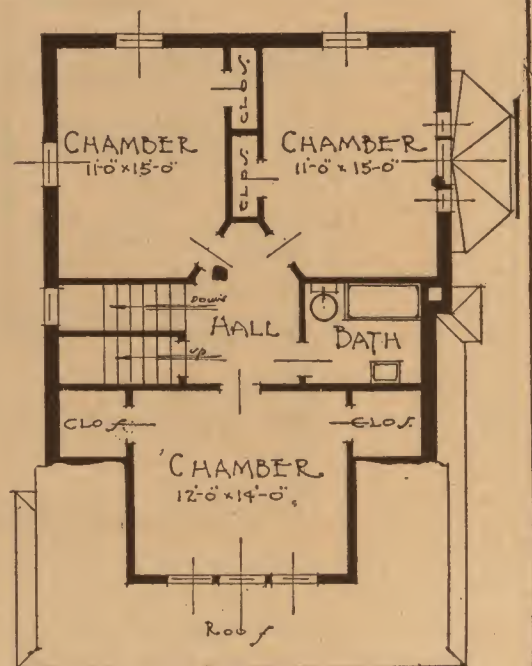 CLOS.
CHAMBER
11'-0" x 15'-0"
CLOS.
CHAMBER
11'-0" x 15'-0"
DOWN
HALL
BATH
UP
CLOS.
CLOS.
CHAMBER
12'-0" x 14'-0"
ROOF